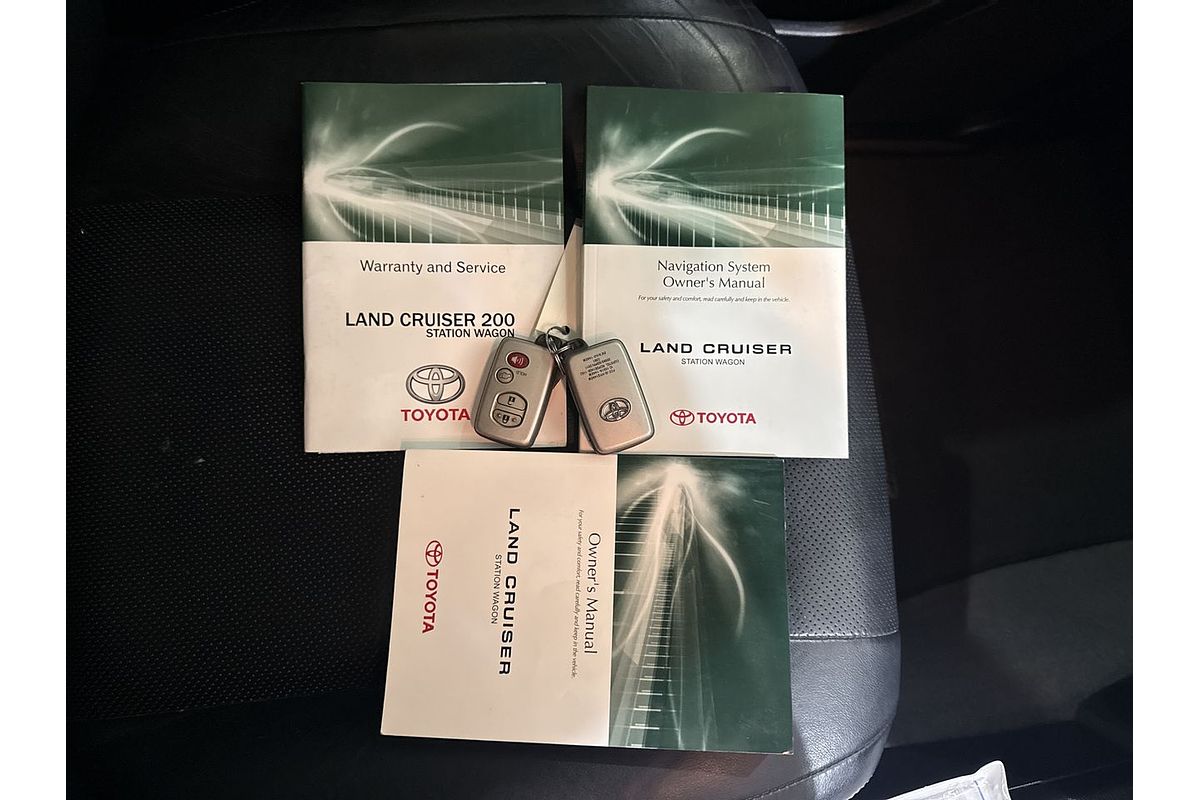 Warranty and Service
LAND CRUISER 200
STATION WAGON
TOYOTA
Navigation System
Owner's Manual
For your safety and comfort, read carefully and keep in the vehicle.
LAND CRUISER
STATION WAGON
TOYOTA
Owner's Manual
For your safety and comfort, read carefully and keep in the vehicle.
LAND CRUISER
STATION WAGON
TOYOTA